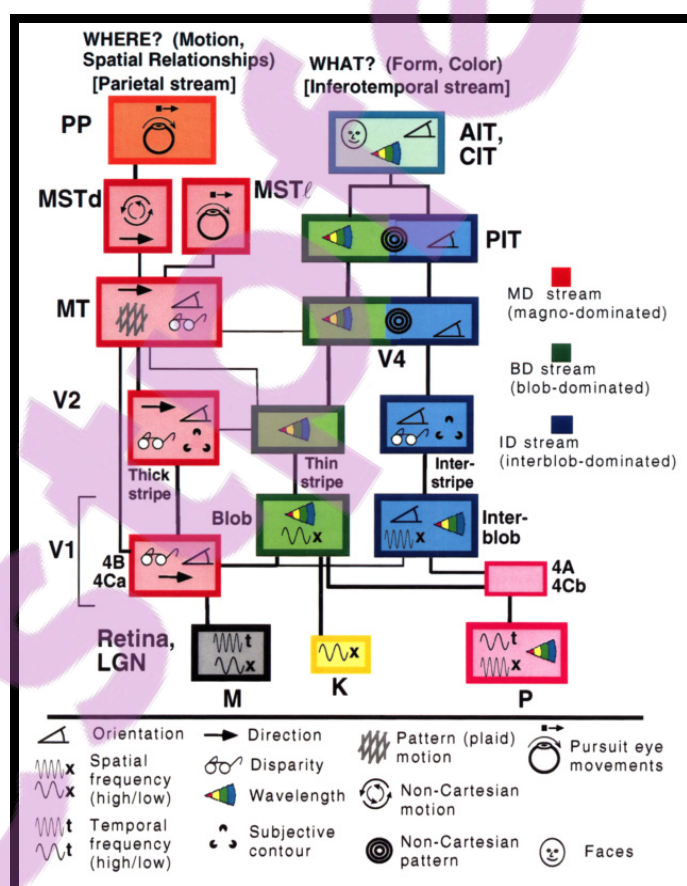 WHERE? (Motion,
Spatial Relationships)
[Parietal stream]
WHAT? (Form, Color)
[Inferotemporal stream]
PP
AIT,
CIT
MSTd
MSTℓ
PIT
MT
V4
MD stream
(magno-dominated)
BD stream
(blob-dominated)
ID stream
(interblob-dominated)
V2
Thick
stripe
Thin
stripe
Inter-
stripe
V1
Blob
x
x
Inter-
blob
4B
4Ca
4A
4Cb
Retina,
LGN
t
x
x
t
x
M
K
P
Orientation
Direction
Pattern (plaid)
motion
Pursuit eye
movements
x
x
Spatial
frequency
(high/low)
Disparity
Wavelength
Non-Cartesian
motion
t
t
Temporal
frequency
(high/low)
Subjective
contour
Non-Cartesian
pattern
Faces